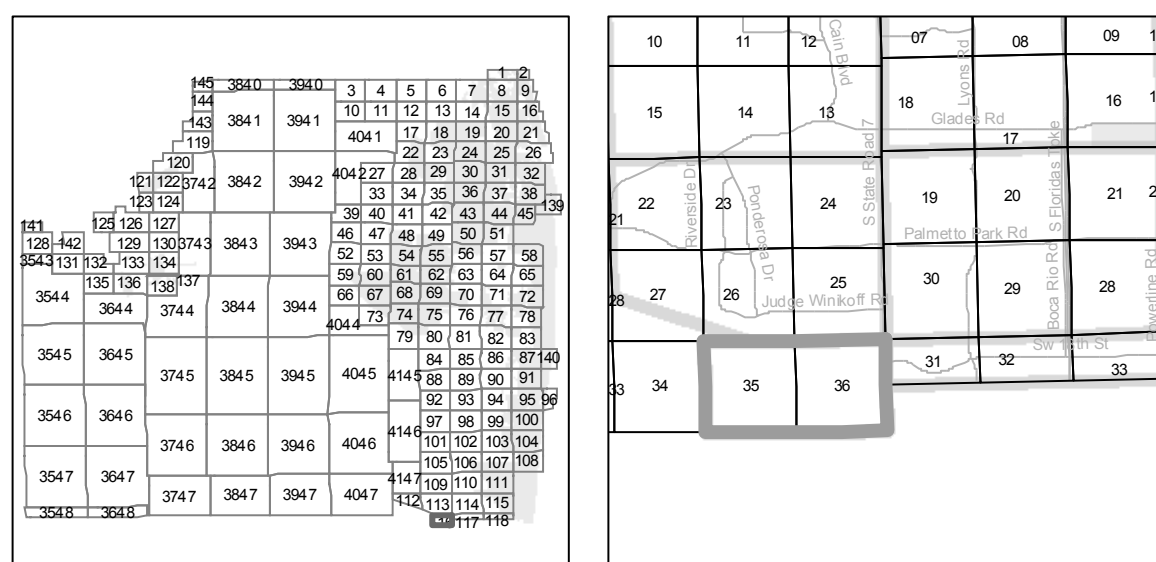 1 2
145 3840 3940 3 4 5 6 7 8 9
144 3841 3941 10 11 12 13 14 15 16
143 4041 17 18 19 20 21
119 22 23 24 25 26
120 3842 3942 4042 27 28 29 30 31 32
121 122 3742 33 34 35 36 37 38
123 124 39 40 41 42 43 44 45 139
141 125 126 127 46 47 48 49 50 51
128 142 129 130 3743 3843 3943 52 53 54 55 56 57 58
3543 131 132 133 134 59 60 61 62 63 64 65
135 136 138 137 66 67 68 69 70 71 72
3544 3644 3744 3844 3944 4044 73 74 75 76 77 78
79 80 81 82 83
3545 3645 84 85 86 87 140
3745 3845 3945 4045 4145 88 89 90 91
3546 3646 92 93 94 95 96
3746 3846 3946 4046 4146 97 98 99 100
101 102 103 104
3547 3647 4147 105 106 107 108
3747 3847 3947 4047 109 110 111
3548 3648 112 113 114 115
117 118
10 11 12 Cain Blvd 07 Lyons Rd 08 09
15 14 13 18 16
Glades Rd
17
S State Road 7
Riverside Dr
Ponderosa Dr
S Floridas Tpke
21 22 23 24 19 20 21
Palmetto Park Rd
28 27 26 25 30 29 28
Judge Winikoff Rd
Boca Rio Rd
Powerline Rd
Sw 18th St
33 34 35 36 31 32 33